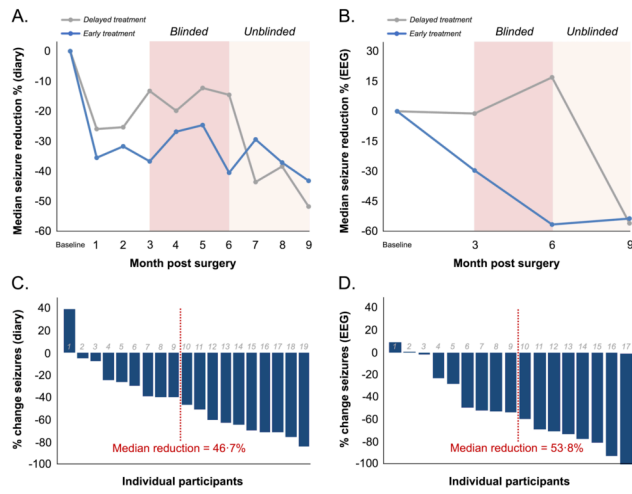 A.
Delayed treatment
Early treatment
Blinded
Unblinded
Median seizure reduction % (diary)
0
-10
-20
-30
-40
-50
-60
Baseline 1 2 3 4 5 6 7 8 9
Month post surgery
B.
Delayed treatment
Early treatment
Blinded
Unblinded
Median seizure reduction % (EEG)
30
15
0
-15
-30
-45
-60
Baseline 3 6 9
Month post surgery
C.
% change seizures (diary)
40
20
0
-20
-40
-60
-80
-100
1 2 3 4 5 6 7 8 9 10 11 12 13 14 15 16 17 18 19
Median reduction = 46·7%
Individual participants
D.
% change seizures (EEG)
40
20
0
-20
-40
-60
-80
-100
1 2 3 4 5 6 7 8 9 10 11 12 13 14 15 16 17
Median reduction = 53·8%
Individual participants